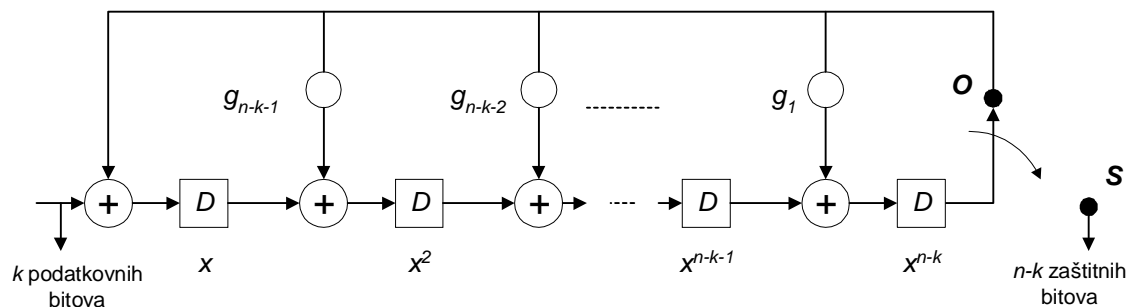 g_{n-k-1}
g_{n-k-2}
g_1
O
S
+ D + D + D + D
x
x^2
x^{n-k-1}
x^{n-k}
k podatkovnih
bitova
n-k zaštitnih
bitova